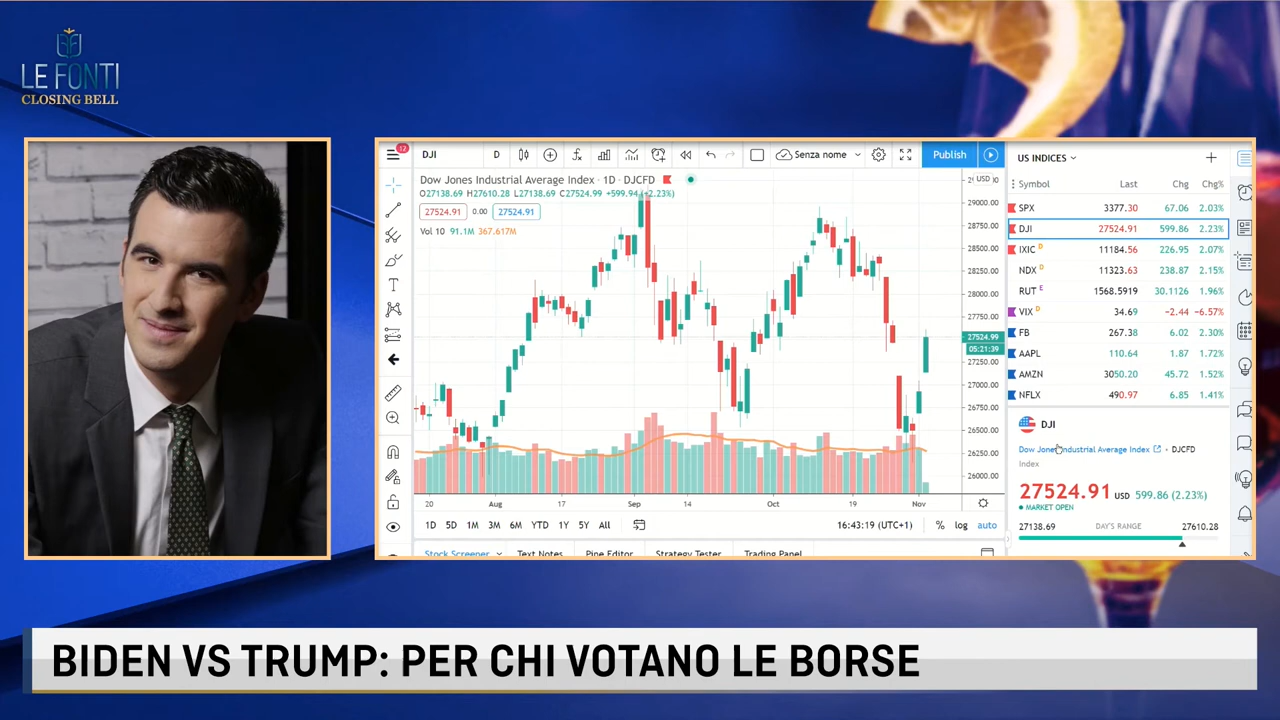 LE FONTI
CLOSING BELL
12
DJI
D
Senza nome
Publish
US INDICES
Dow Jones Industrial Average Index · 1D · DJCFD
O27138.69 H27610.28 L27138.69 C27524.99 +599.94 (+2.23%)
27524.91 0.00 27524.91
Vol 10 91.1M 367.617M
USD
29000.00
28750.00
28500.00
28250.00
28000.00
27750.00
27524.99
05:21:39
27250.00
27000.00
26750.00
26500.00
26250.00
26000.00
20 Aug 17 Sep 14 Oct 19 Nov
1D 5D 1M 3M 6M YTD 1Y 5Y All
16:43:19 (UTC+1) % log auto
Stock Screener Text Notes Pine Editor Strategy Tester Trading Panel
Symbol Last Chg Chg%
SPX 3377.30 67.06 2.03%
DJI 27524.91 599.86 2.23%
IXIC D 11184.56 226.95 2.07%
NDX D 11323.63 238.87 2.15%
RUT E 1568.5919 30.1126 1.96%
VIX D 34.69 −2.44 −6.57%
FB 267.38 6.02 2.30%
AAPL 110.64 1.87 1.72%
AMZN 3050.20 45.72 1.52%
NFLX 490.97 6.85 1.41%
DJI
Dow Jones Industrial Average Index • DJCFD
Index
27524.91 USD 599.86 (2.23%)
MARKET OPEN
27138.69 DAY'S RANGE 27610.28
BIDEN VS TRUMP: PER CHI VOTANO LE BORSE